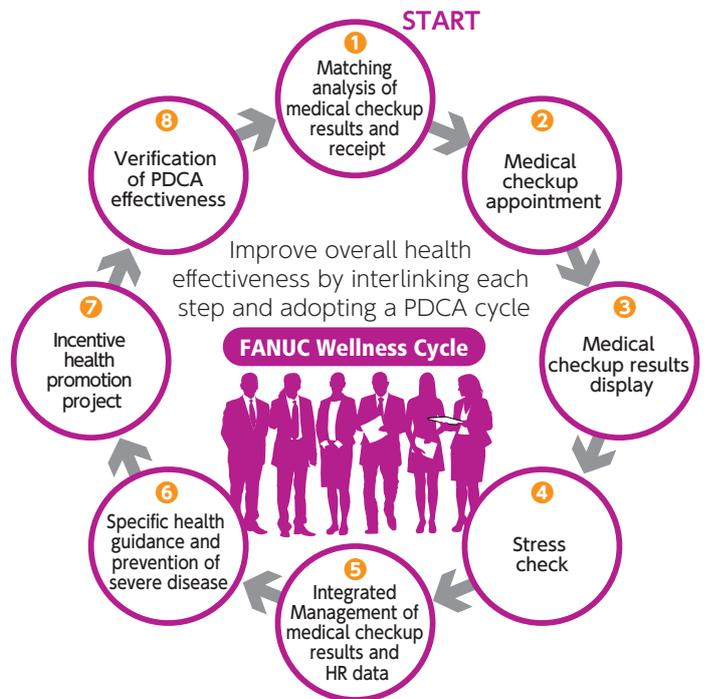 START
1
Matching
analysis of
medical checkup
results and
receipt
2
Medical
checkup
appointment
3
Medical
checkup results
display
4
Stress
check
5
Integrated
Management of
medical checkup
results and
HR data
6
Specific health
guidance and
prevention of
severe disease
7
Incentive
health
promotion
project
8
Verification
of PDCA
effectiveness
Improve overall health
effectiveness by interlinking each
step and adopting a PDCA cycle
FANUC Wellness Cycle